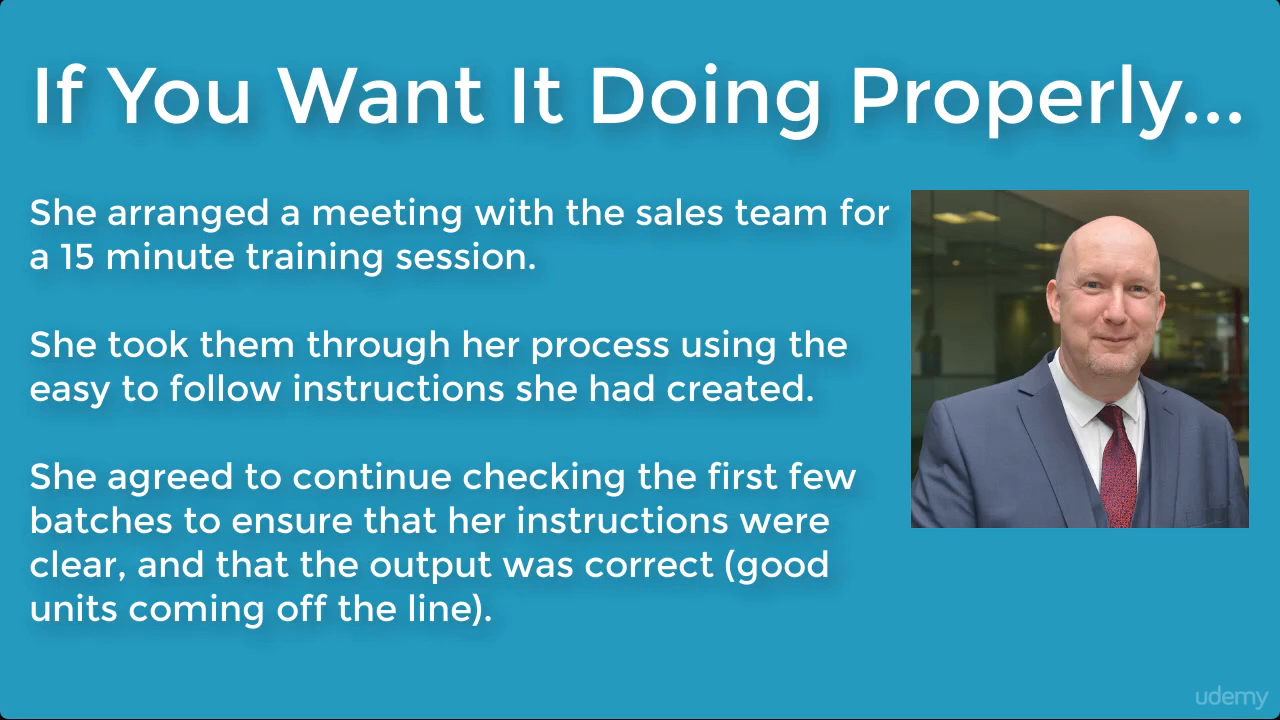 If You Want It Doing Properly...
She arranged a meeting with the sales team for
a 15 minute training session.
She took them through her process using the
easy to follow instructions she had created.
She agreed to continue checking the first few
batches to ensure that her instructions were
clear, and that the output was correct (good
units coming off the line).
udemy